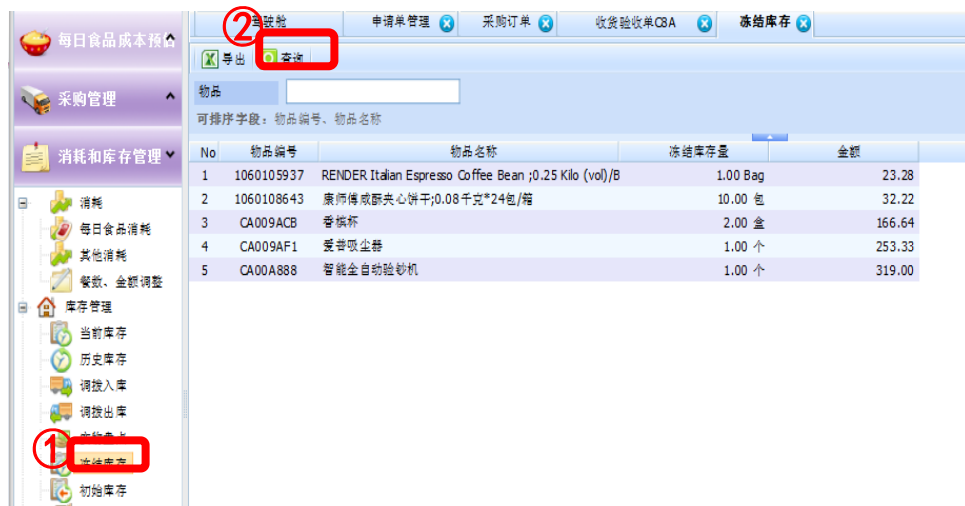 每日食品成本预估
采购管理
消耗和库存管理
消耗
每日食品消耗
其他消耗
餐数、金额调整
库存管理
当前库存
历史库存
调拨入库
调拨出库
①
冻结库存
初始库存
驾驶舱 申请单管理 采购订单 收货验收单CBA 冻结库存
②
导出 查询
物品
可排序字段：物品编号、物品名称
No 物品编号 物品名称 冻结库存量 金额
1 1060105937 RENDER Italian Espresso Coffee Bean ;0.25 Kilo (vol)/B 1.00 Bag 23.28
2 1060108643 康师傅咸酥夹心饼干;0.08千克*24包/箱 10.00 包 32.22
3 CA009ACB 香槟杯 2.00 盒 166.64
4 CA009AF1 爱普吸尘器 1.00 个 253.33
5 CA00A888 智能全自动验钞机 1.00 个 319.00